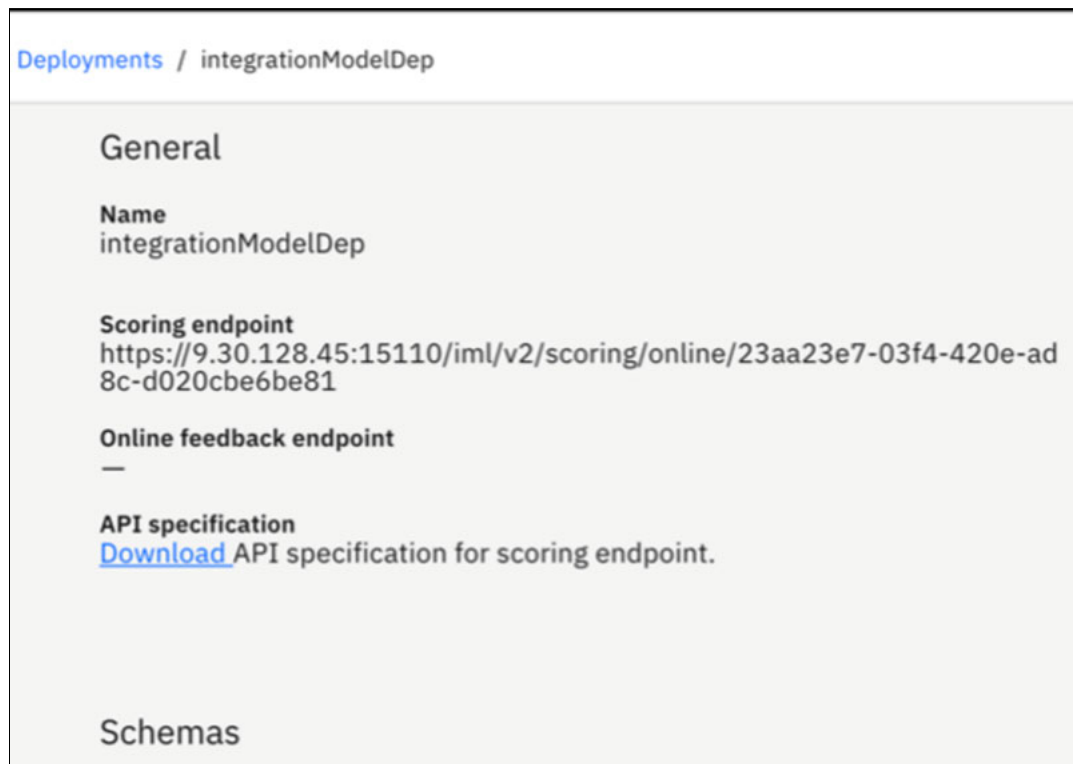 Deployments / integrationModelDep
General
Name
integrationModelDep
Scoring endpoint
https://9.30.128.45:15110/iml/v2/scoring/online/23aa23e7-03f4-420e-ad
8c-d020cbe6be81
Online feedback endpoint
—
API specification
Download API specification for scoring endpoint.
Schemas